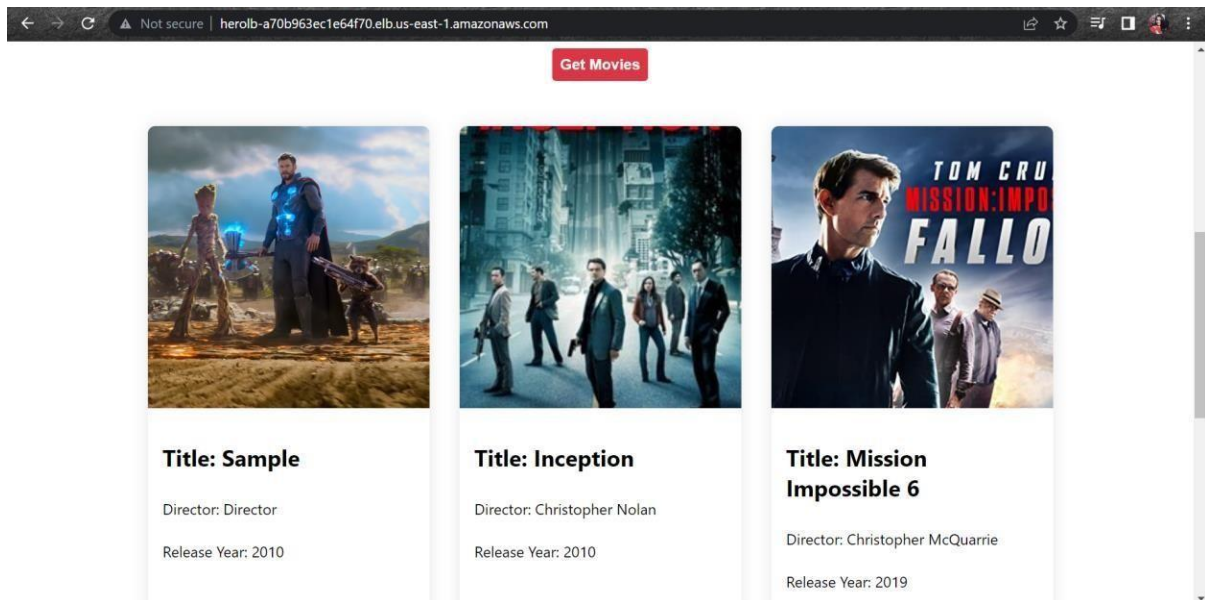 Not secure herolb-a70b963ec1e64f70.elb.us-east-1.amazonaws.com
Get Movies
INCEPTION
TOM CRU
MISSION:IMPO
FALLO
Title: Sample
Director: Director
Release Year: 2010
Title: Inception
Director: Christopher Nolan
Release Year: 2010
Title: Mission
Impossible 6
Director: Christopher McQuarrie
Release Year: 2019